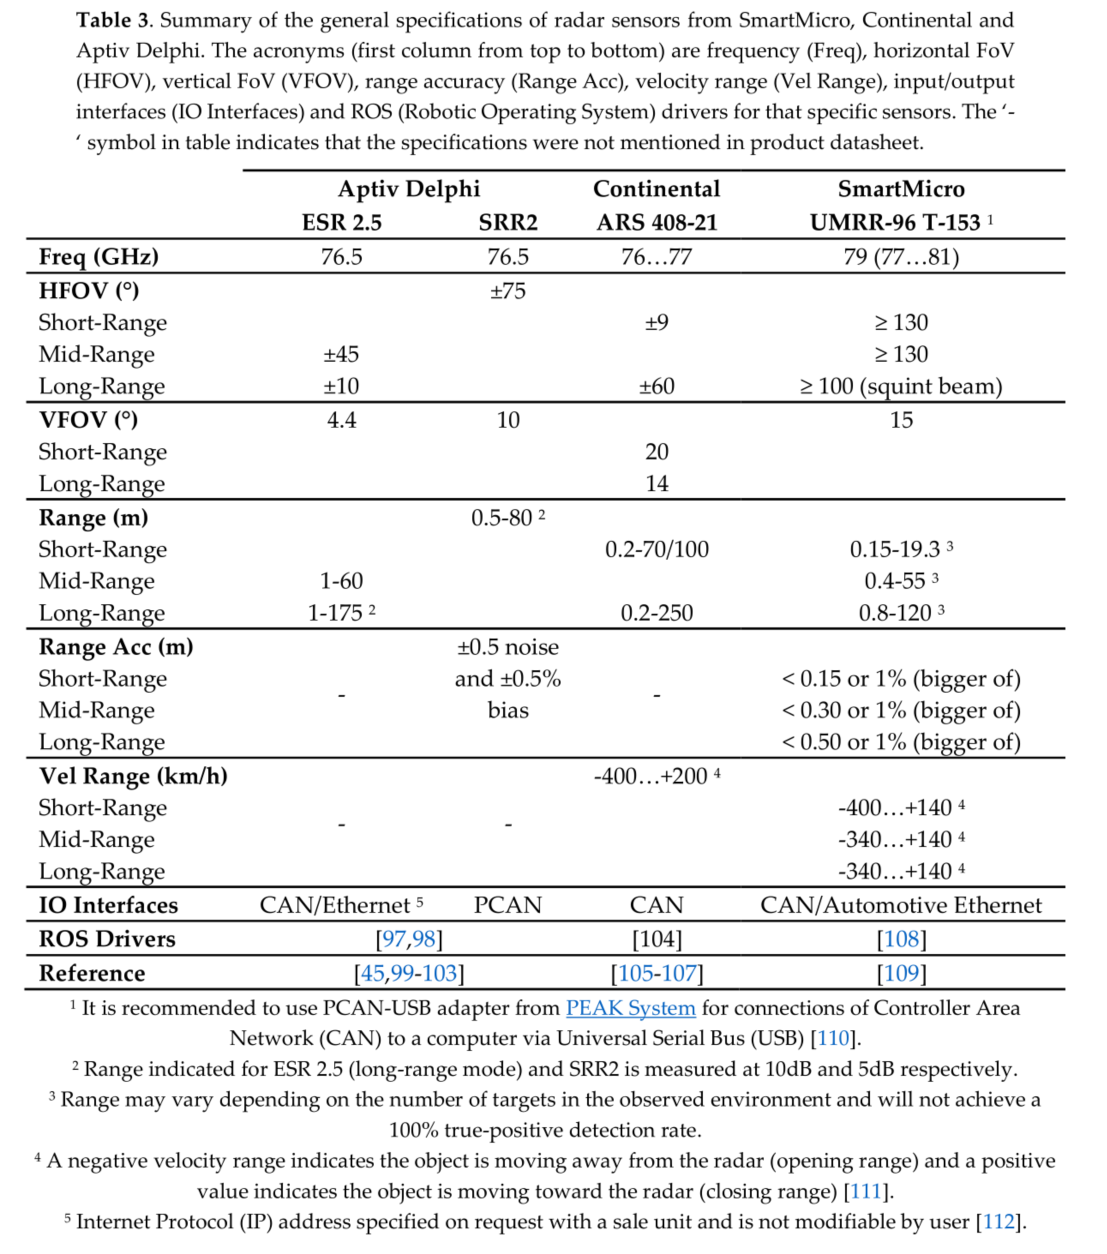 Table 3. Summary of the general specifications of radar sensors from SmartMicro, Continental and
Aptiv Delphi. The acronyms (first column from top to bottom) are frequency (Freq), horizontal FoV
(HFOV), vertical FoV (VFOV), range accuracy (Range Acc), velocity range (Vel Range), input/output
interfaces (IO Interfaces) and ROS (Robotic Operating System) drivers for that specific sensors. The ‘-
‘ symbol in table indicates that the specifications were not mentioned in product datasheet.
Aptiv Delphi Continental SmartMicro
ESR 2.5 SRR2 ARS 408-21 UMRR-96 T-153 ¹
Freq (GHz) 76.5 76.5 76…77 79 (77…81)
HFOV (°) ±75
Short-Range ±9 ≥ 130
Mid-Range ±45 ≥ 130
Long-Range ±10 ±60 ≥ 100 (squint beam)
VFOV (°) 4.4 10 15
Short-Range 20
Long-Range 14
Range (m) 0.5-80 ²
Short-Range 0.2-70/100 0.15-19.3 ³
Mid-Range 1-60 0.4-55 ³
Long-Range 1-175 ² 0.2-250 0.8-120 ³
Range Acc (m) ±0.5 noise
Short-Range - and ±0.5% - < 0.15 or 1% (bigger of)
Mid-Range bias < 0.30 or 1% (bigger of)
Long-Range < 0.50 or 1% (bigger of)
Vel Range (km/h) -400…+200 ⁴
Short-Range - - -400…+140 ⁴
Mid-Range -340…+140 ⁴
Long-Range -340…+140 ⁴
IO Interfaces CAN/Ethernet ⁵ PCAN CAN CAN/Automotive Ethernet
ROS Drivers [97,98] [104] [108]
Reference [45,99-103] [105-107] [109]
¹ It is recommended to use PCAN-USB adapter from PEAK System for connections of Controller Area
Network (CAN) to a computer via Universal Serial Bus (USB) [110].
² Range indicated for ESR 2.5 (long-range mode) and SRR2 is measured at 10dB and 5dB respectively.
³ Range may vary depending on the number of targets in the observed environment and will not achieve a
100% true-positive detection rate.
⁴ A negative velocity range indicates the object is moving away from the radar (opening range) and a positive
value indicates the object is moving toward the radar (closing range) [111].
⁵ Internet Protocol (IP) address specified on request with a sale unit and is not modifiable by user [112].